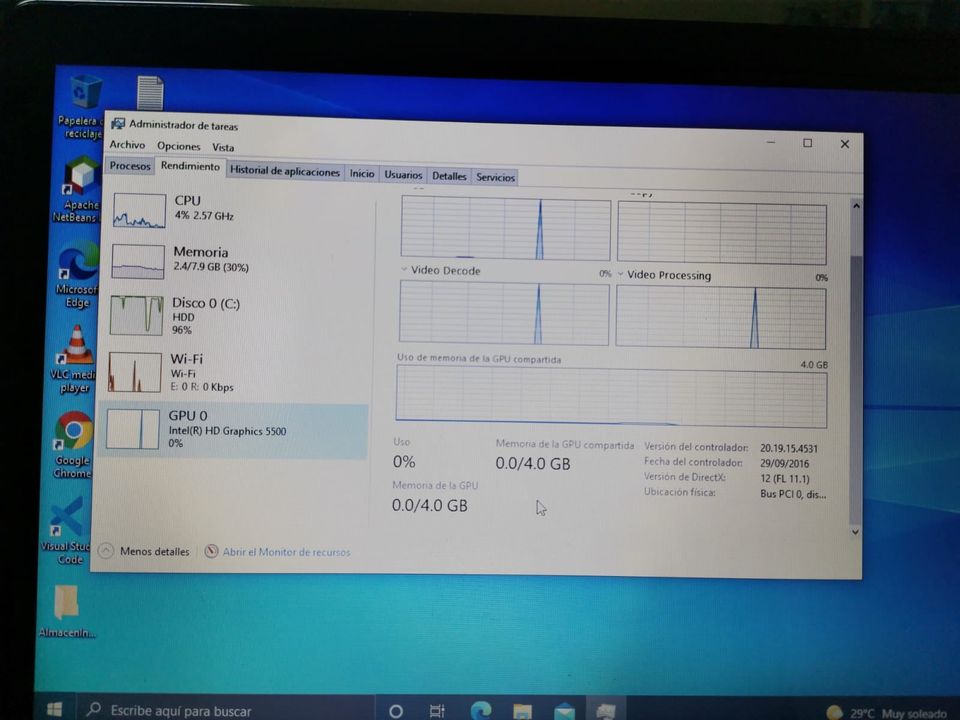 Papelera de
reciclaje
Apache
NetBeans
Microsof
Edge
VLC medi
player
Google
Chrome
Visual Stud
Code
AlmacenIn...
Administrador de tareas
Archivo Opciones Vista
Procesos Rendimiento Historial de aplicaciones Inicio Usuarios Detalles Servicios
CPU
4% 2.57 GHz
Memoria
2.4/7.9 GB (30%)
Disco 0 (C:)
HDD
96%
Wi-Fi
Wi-Fi
E: 0 R: 0 Kbps
GPU 0
Intel(R) HD Graphics 5500
0%
Video Decode 0% Video Processing 0%
Uso de memoria de la GPU compartida 4.0 GB
Uso
0%
Memoria de la GPU compartida
0.0/4.0 GB
Memoria de la GPU
0.0/4.0 GB
Versión del controlador: 20.19.15.4531
Fecha del controlador: 29/09/2016
Versión de DirectX: 12 (FL 11.1)
Ubicación física: Bus PCI 0, dis...
Menos detalles Abrir el Monitor de recursos
Escribe aquí para buscar
29°C Muy soleado